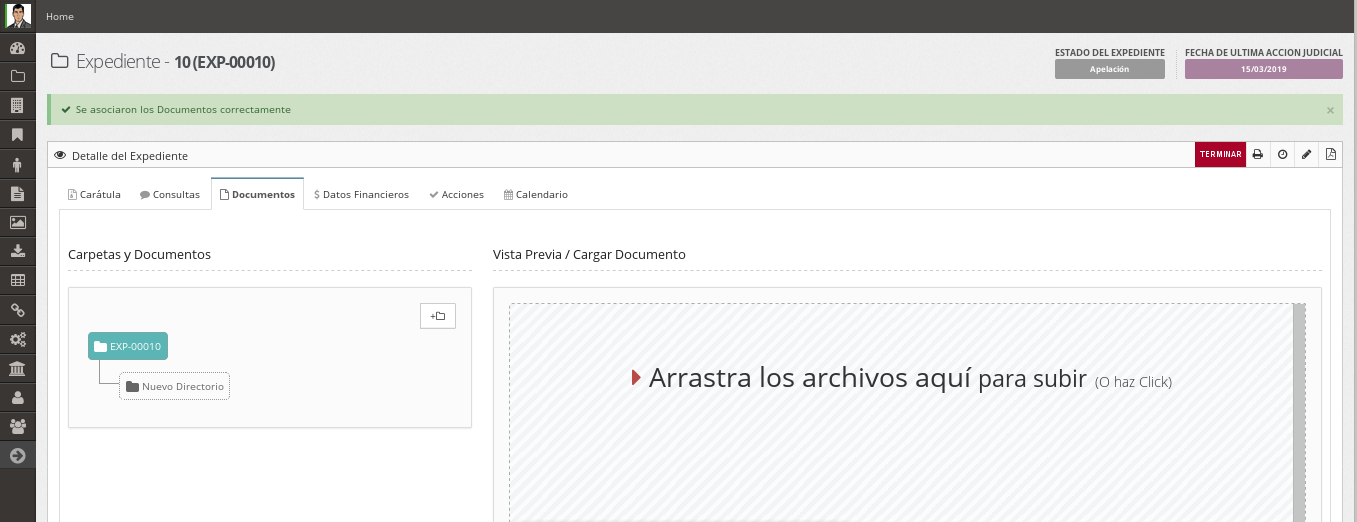 Home
Expediente - 10 (EXP-00010)
ESTADO DEL EXPEDIENTE
Apelación
FECHA DE ULTIMA ACCION JUDICIAL
15/03/2019
Se asociaron los Documentos correctamente
×
Detalle del Expediente
TERMINAR
Carátula Consultas Documentos $ Datos Financieros Acciones Calendario
Carpetas y Documentos
Vista Previa / Cargar Documento
+
EXP-00010
Nuevo Directorio
Arrastra los archivos aquí para subir (O haz Click)